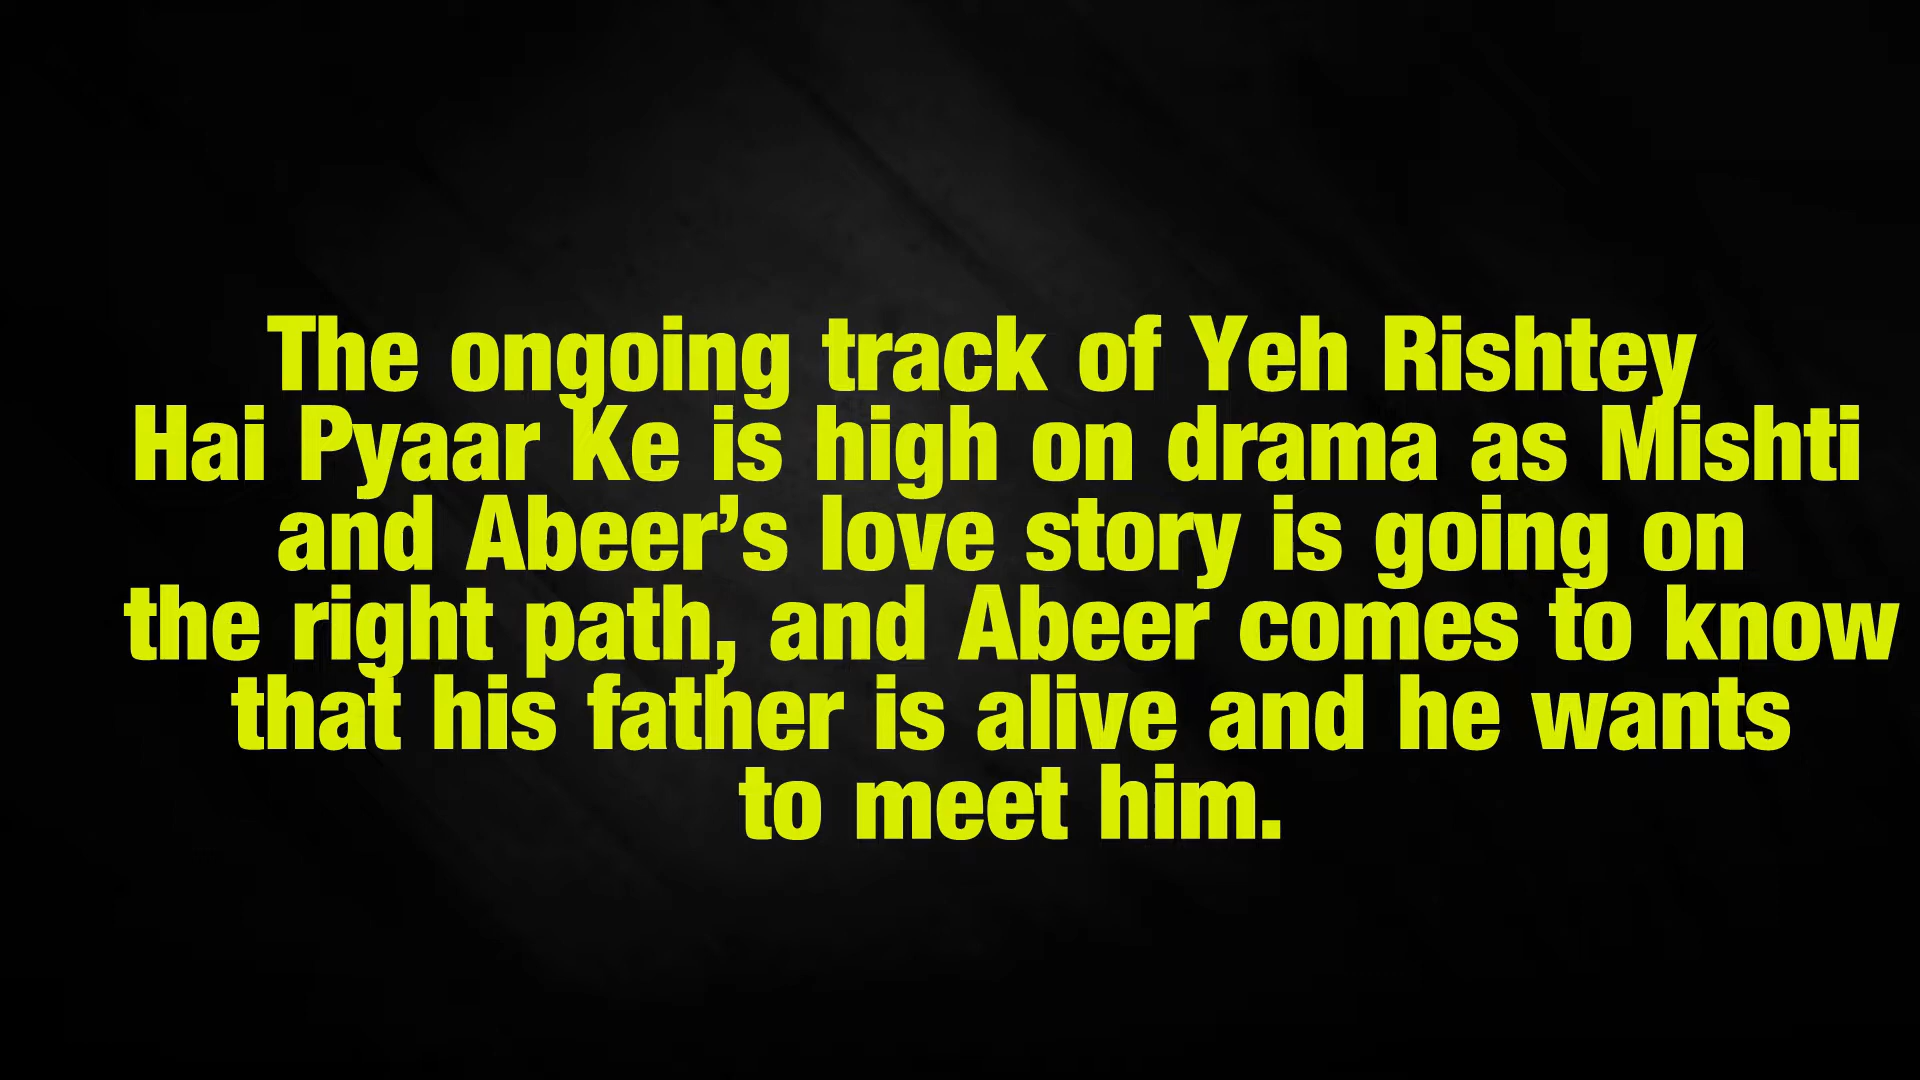 The ongoing track of Yeh Rishtey
Hai Pyaar Ke is high on drama as Mishti
and Abeer’s love story is going on
the right path, and Abeer comes to know
that his father is alive and he wants
to meet him.